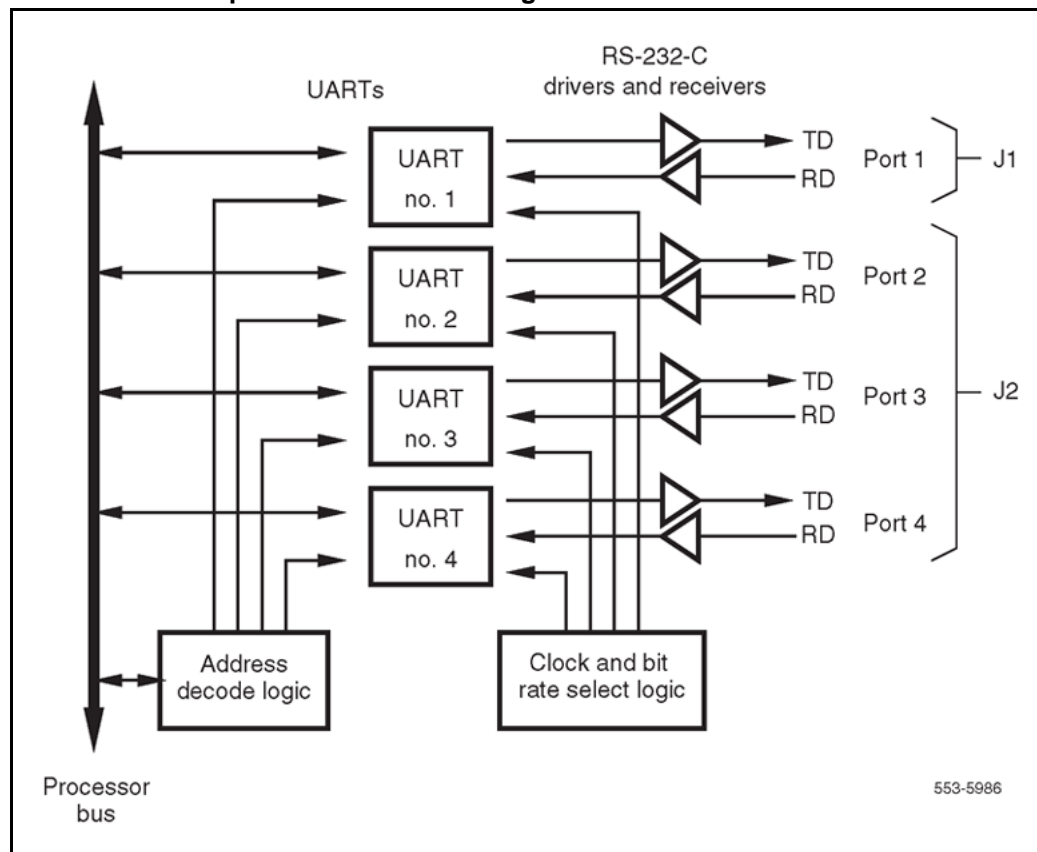 RS-232-C
drivers and receivers
UARTs
UART
no. 1
TD
RD
Port 1
J1
UART
no. 2
TD
RD
Port 2
UART
no. 3
TD
RD
Port 3
J2
UART
no. 4
TD
RD
Port 4
Address
decode logic
Clock and bit
rate select logic
Processor
bus
553-5986